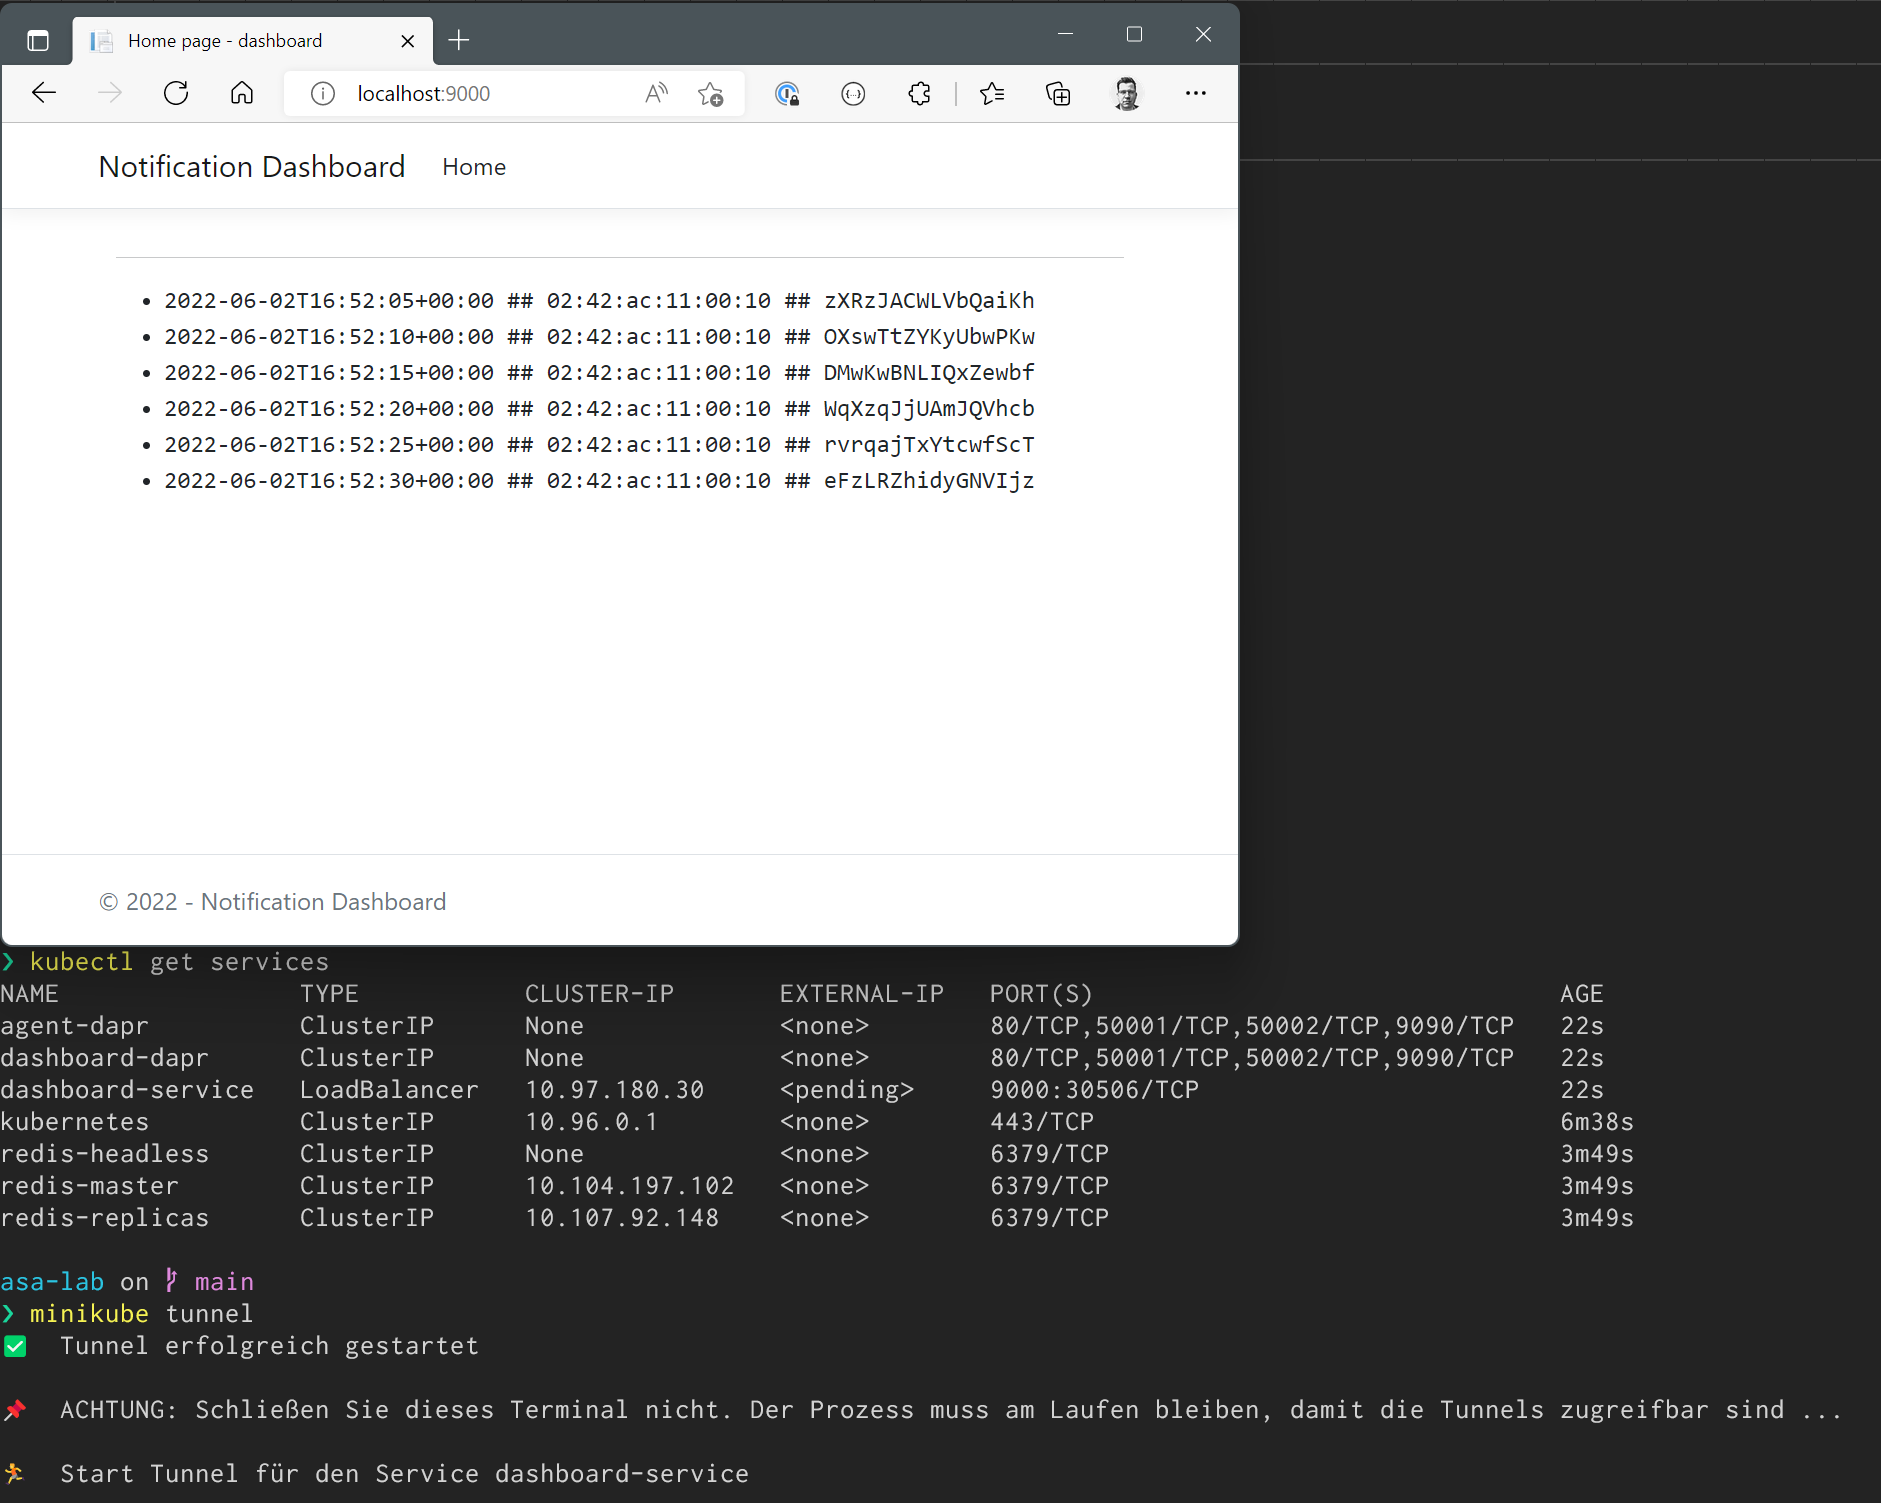 Home page - dashboard
localhost:9000
Notification Dashboard Home
2022-06-02T16:52:05+00:00 ## 02:42:ac:11:00:10 ## zXRzJACWLVbQaiKh
2022-06-02T16:52:10+00:00 ## 02:42:ac:11:00:10 ## OXswTtZYKyUbwPKw
2022-06-02T16:52:15+00:00 ## 02:42:ac:11:00:10 ## DMwKwBNLIQxZewbf
2022-06-02T16:52:20+00:00 ## 02:42:ac:11:00:10 ## WqXzqJjUAmJQVhcb
2022-06-02T16:52:25+00:00 ## 02:42:ac:11:00:10 ## rvrqajTxYtcwfScT
2022-06-02T16:52:30+00:00 ## 02:42:ac:11:00:10 ## eFzLRZhidyGNVIjz
© 2022 - Notification Dashboard
❯ kubectl get services
NAME TYPE CLUSTER-IP EXTERNAL-IP PORT(S) AGE
agent-dapr ClusterIP None <none> 80/TCP,50001/TCP,50002/TCP,9090/TCP 22s
dashboard-dapr ClusterIP None <none> 80/TCP,50001/TCP,50002/TCP,9090/TCP 22s
dashboard-service LoadBalancer 10.97.180.30 <pending> 9000:30506/TCP 22s
kubernetes ClusterIP 10.96.0.1 <none> 443/TCP 6m38s
redis-headless ClusterIP None <none> 6379/TCP 3m49s
redis-master ClusterIP 10.104.197.102 <none> 6379/TCP 3m49s
redis-replicas ClusterIP 10.107.92.148 <none> 6379/TCP 3m49s
asa-lab on main
❯ minikube tunnel
✅ Tunnel erfolgreich gestartet
📌 ACHTUNG: Schließen Sie dieses Terminal nicht. Der Prozess muss am Laufen bleiben, damit die Tunnels zugreifbar sind ...
🏃 Start Tunnel für den Service dashboard-service